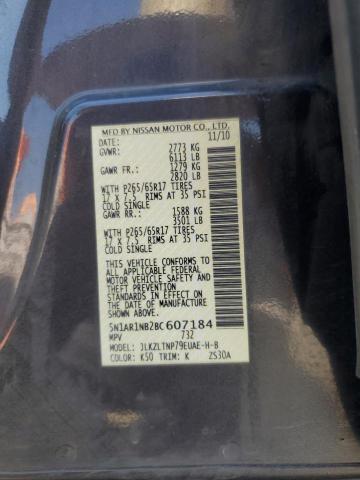 MFD BY NISSAN MOTOR CO., LTD.
DATE: 11/10
GVWR: 2773 KG
6113 LB
GAWR FR: 1279 KG
2820 LB
WITH P265/65R17 TIRES
17 X 7.5 RIMS AT 35 PSI
COLD SINGLE
GAWR RR: 1588 KG
3501 LB
WITH P265/65R17 TIRES
17 X 7.5 RIMS AT 35 PSI
COLD SINGLE
THIS VEHICLE CONFORMS TO
ALL APPLICABLE FEDERAL
MOTOR VEHICLE SAFETY
STANDARDS IN EFFECT ON
THE DATE OF MANUFACTURE
SHOWN ABOVE.
5N1AR1NB2BC607184
MPV 732
MODEL: JLKZLTNP79EUAE-H-B
COLOR: K50 TRIM: K ZS30A